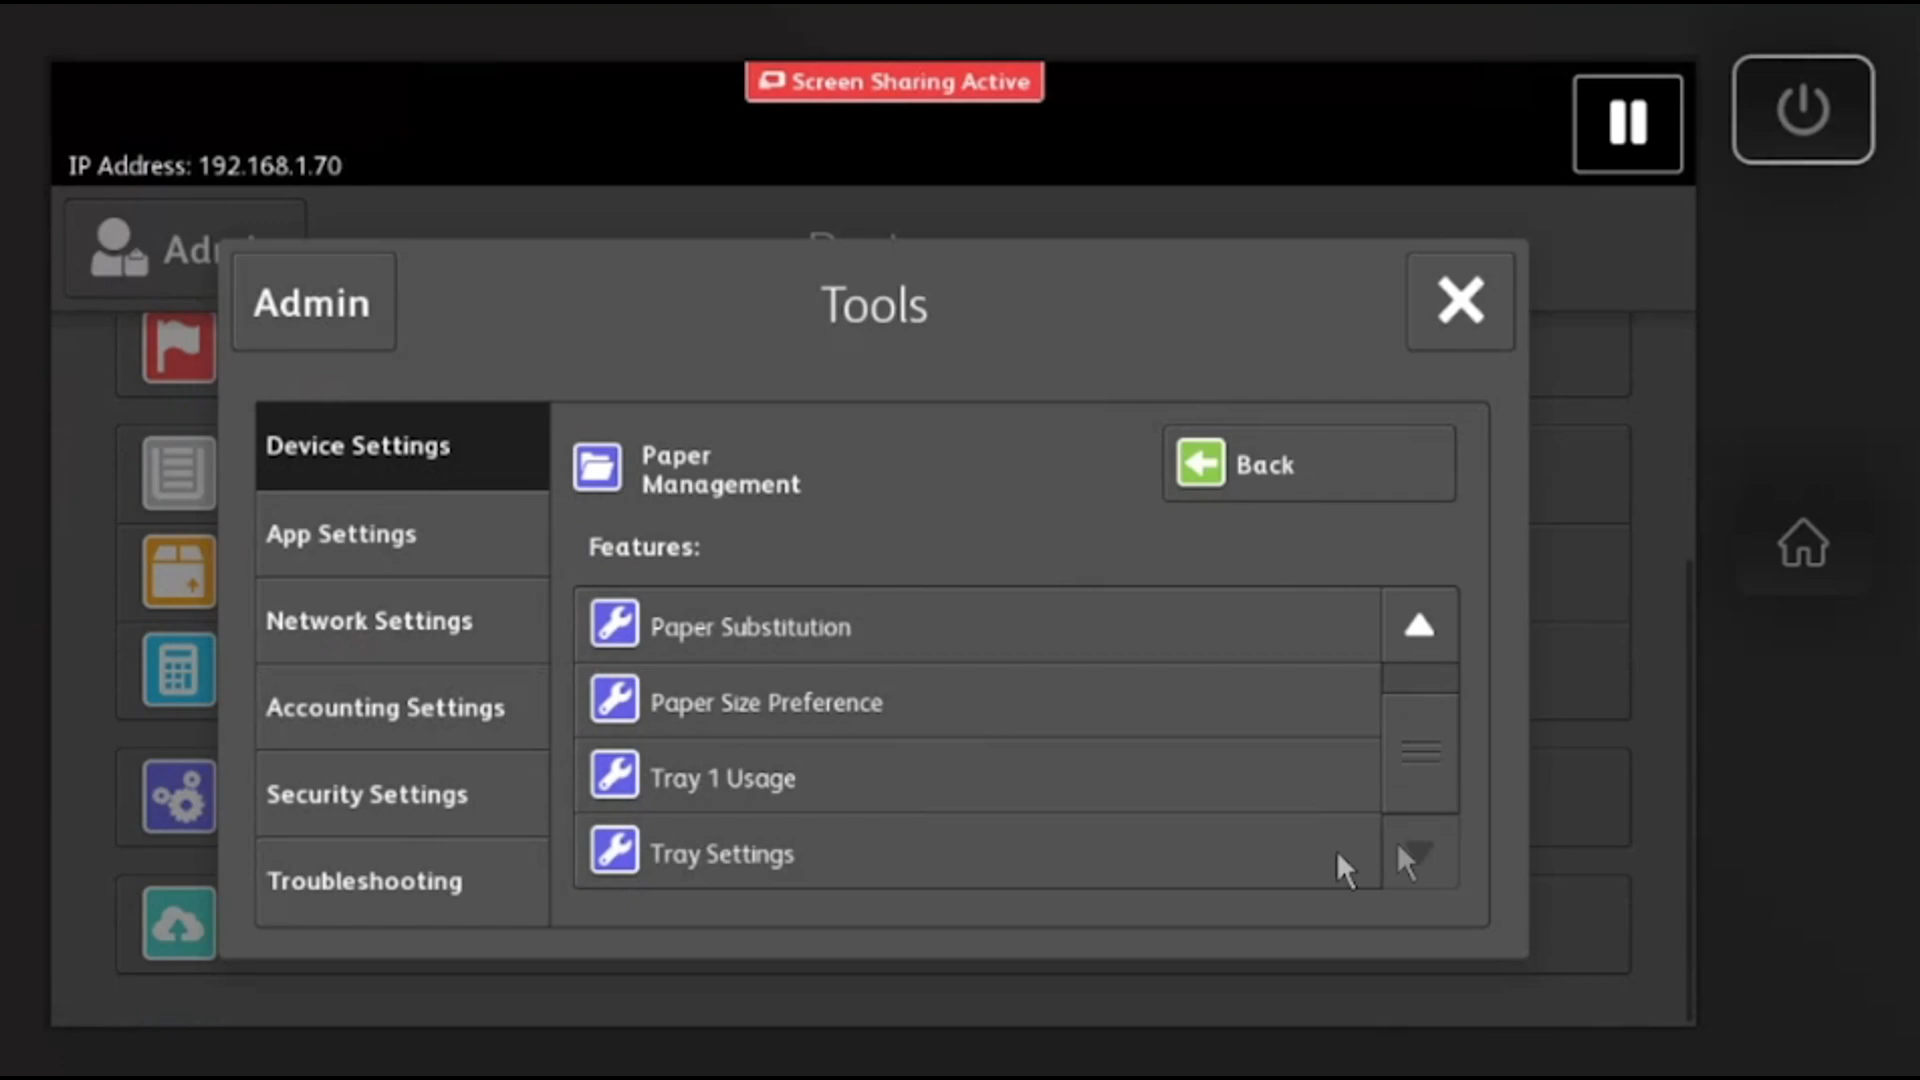 Screen Sharing Active
IP Address: 192.168.1.70
Admin
Tools
Device Settings
App Settings
Network Settings
Accounting Settings
Security Settings
Troubleshooting
Paper
Management
Back
Features:
Paper Substitution
Paper Size Preference
Tray 1 Usage
Tray Settings